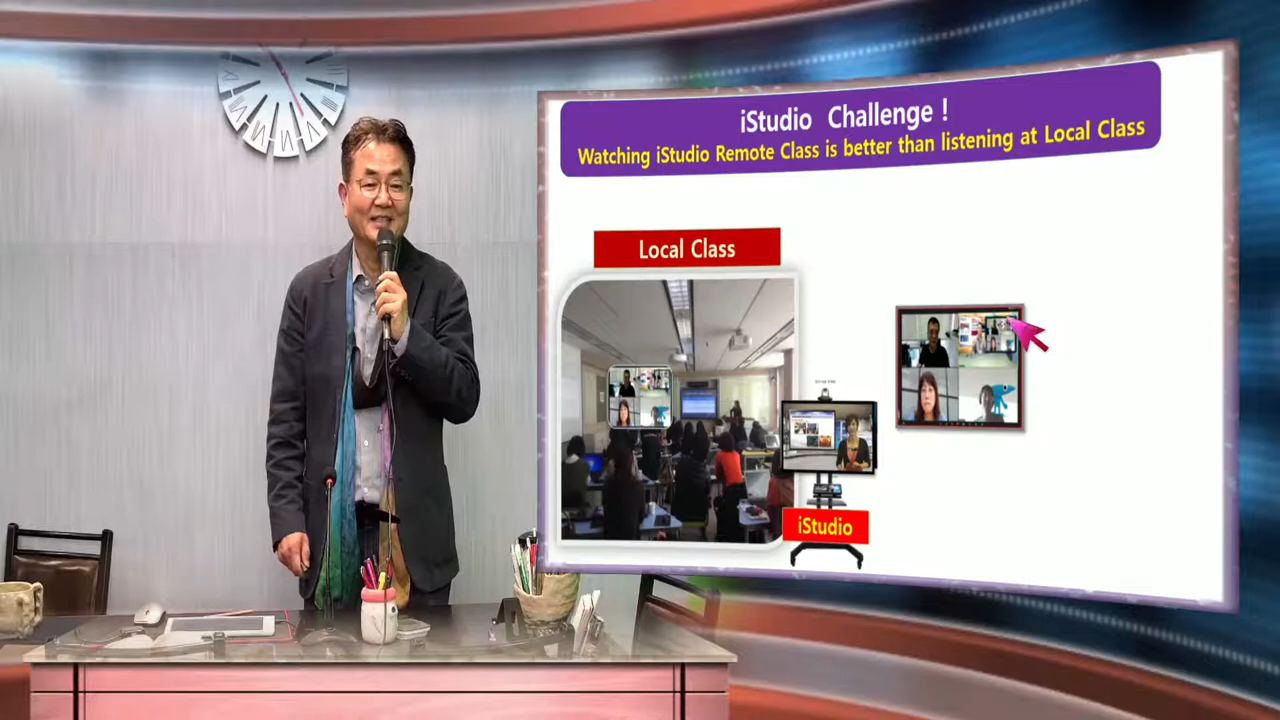 iStudio Challenge !
Watching iStudio Remote Class is better than listening at Local Class
Local Class
iStudio